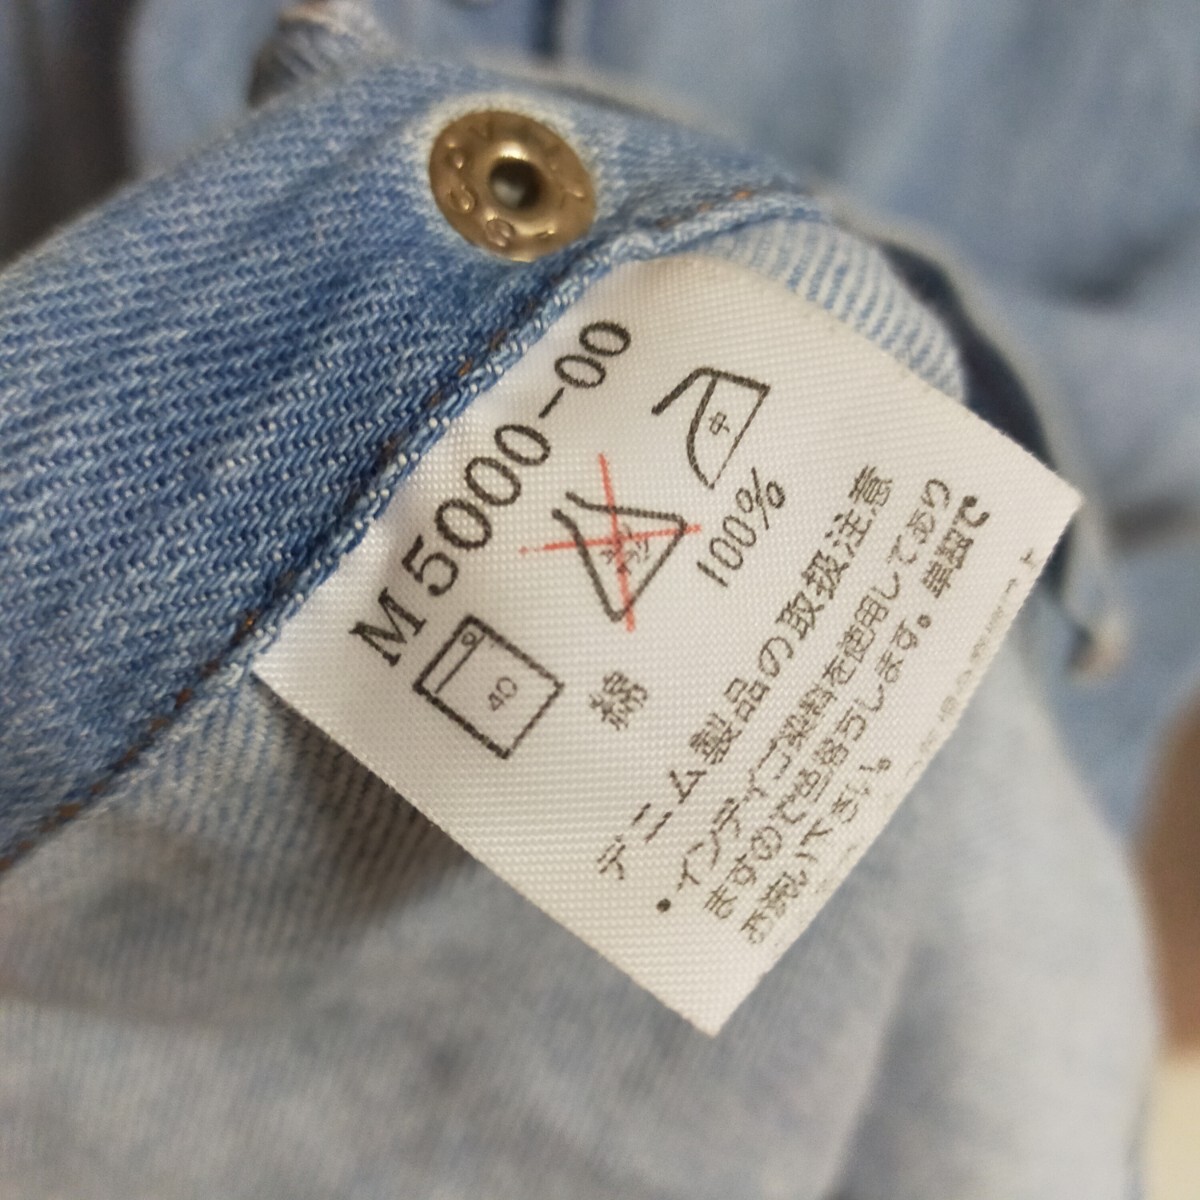 M5000-00
40
中
綿 100%
デニム製品の取扱注意
・インディゴ染料を使用してあり
ますので色落ちします。単独で
お洗い下さい。